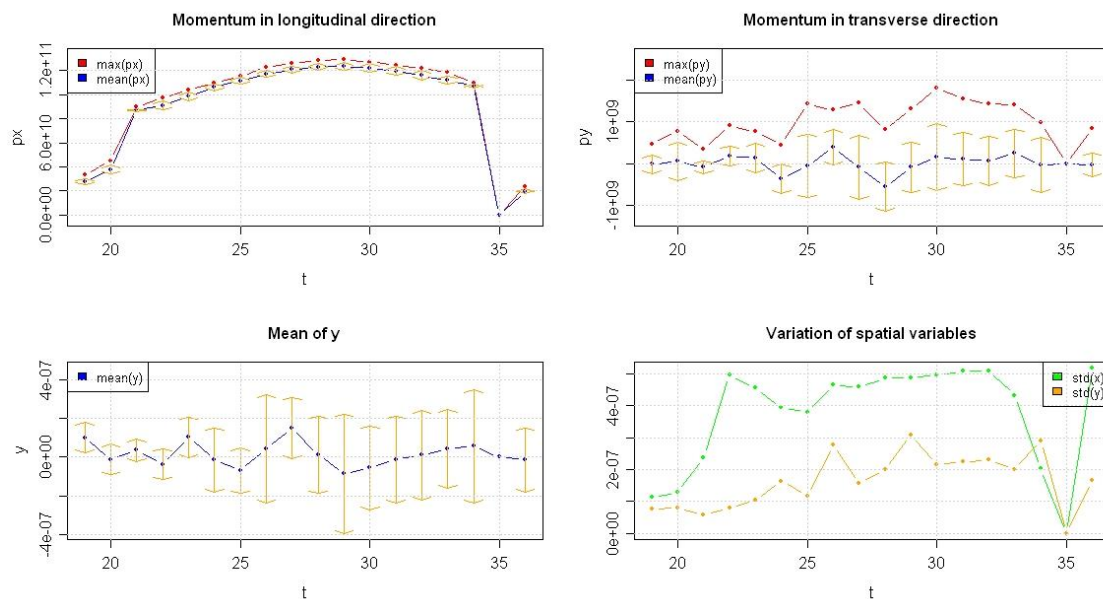 Momentum in longitudinal direction
max(px)
mean(px)
px
0.0e+00
6.0e+10
1.2e+11
20
25
30
35
t
Momentum in transverse direction
max(py)
mean(py)
py
-1e+09
1e+09
20
25
30
35
t
Mean of y
mean(y)
y
-4e-07
0e+00
4e-07
20
25
30
35
t
Variation of spatial variables
std(x)
std(y)
0e+00
2e-07
4e-07
20
25
30
35
t